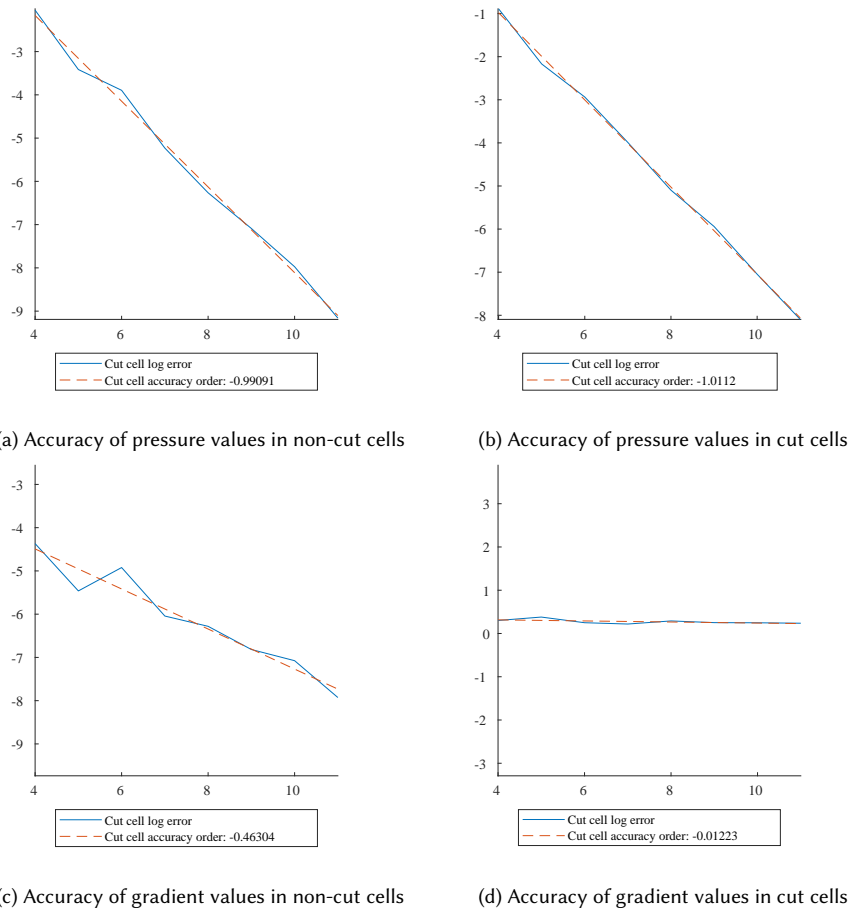 -3
-4
-5
-6
-7
-8
-9
4 6 8 10
Cut cell log error
Cut cell accuracy order: -0.99091
-1
-2
-3
-4
-5
-6
-7
-8
4 6 8 10
Cut cell log error
Cut cell accuracy order: -1.0112
(a) Accuracy of pressure values in non-cut cells
(b) Accuracy of pressure values in cut cells
-3
-4
-5
-6
-7
-8
-9
4 6 8 10
Cut cell log error
Cut cell accuracy order: -0.46304
3
2
1
0
-1
-2
-3
4 6 8 10
Cut cell log error
Cut cell accuracy order: -0.01223
(c) Accuracy of gradient values in non-cut cells
(d) Accuracy of gradient values in cut cells